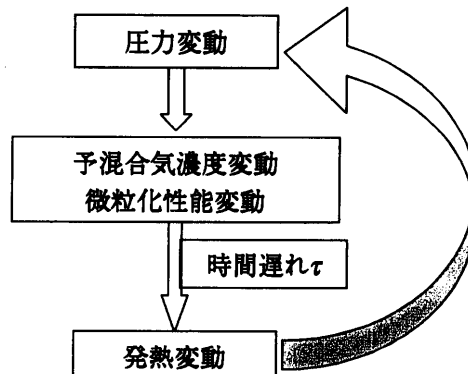 圧力変動
予混合気濃度変動
微粒化性能変動
時間遅れτ
発熱変動